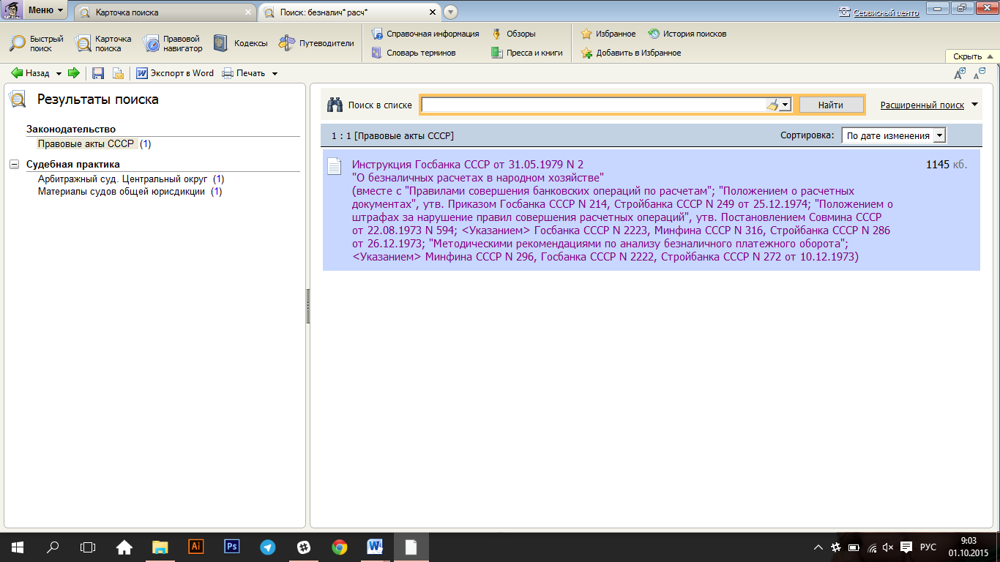 Меню
Карточка поиска
Поиск: безналич* расч*
Сервисный центр
Быстрый поиск
Карточка поиска
Правовой навигатор
Кодексы
Путеводители
Справочная информация
Словарь терминов
Обзоры
Пресса и книги
Избранное
Добавить в Избранное
История поисков
Скрыть
Назад
Экспорт в Word
Печать
Результаты поиска
Законодательство
Правовые акты СССР (1)
Судебная практика
Арбитражный суд. Центральный округ (1)
Материалы судов общей юрисдикции (1)
Поиск в списке
Найти
Расширенный поиск
1 : 1 [Правовые акты СССР]
Сортировка: По дате изменения
Инструкция Госбанка СССР от 31.05.1979 N 2
1145 кб.
"О безналичных расчетах в народном хозяйстве"
(вместе с "Правилами совершения банковских операций по расчетам"; "Положением о расчетных
документах", утв. Приказом Госбанка СССР N 214, Стройбанка СССР N 249 от 25.12.1974; "Положением о
штрафах за нарушение правил совершения расчетных операций", утв. Постановлением Совмина СССР
от 22.08.1973 N 594; <Указанием> Госбанка СССР N 2223, Минфина СССР N 316, Стройбанка СССР N 286
от 26.12.1973; "Методическими рекомендациями по анализу безналичного платежного оборота";
<Указанием> Минфина СССР N 296, Госбанка СССР N 2222, Стройбанка СССР N 272 от 10.12.1973)
Ai
Ps
РУС
9:03
01.10.2015